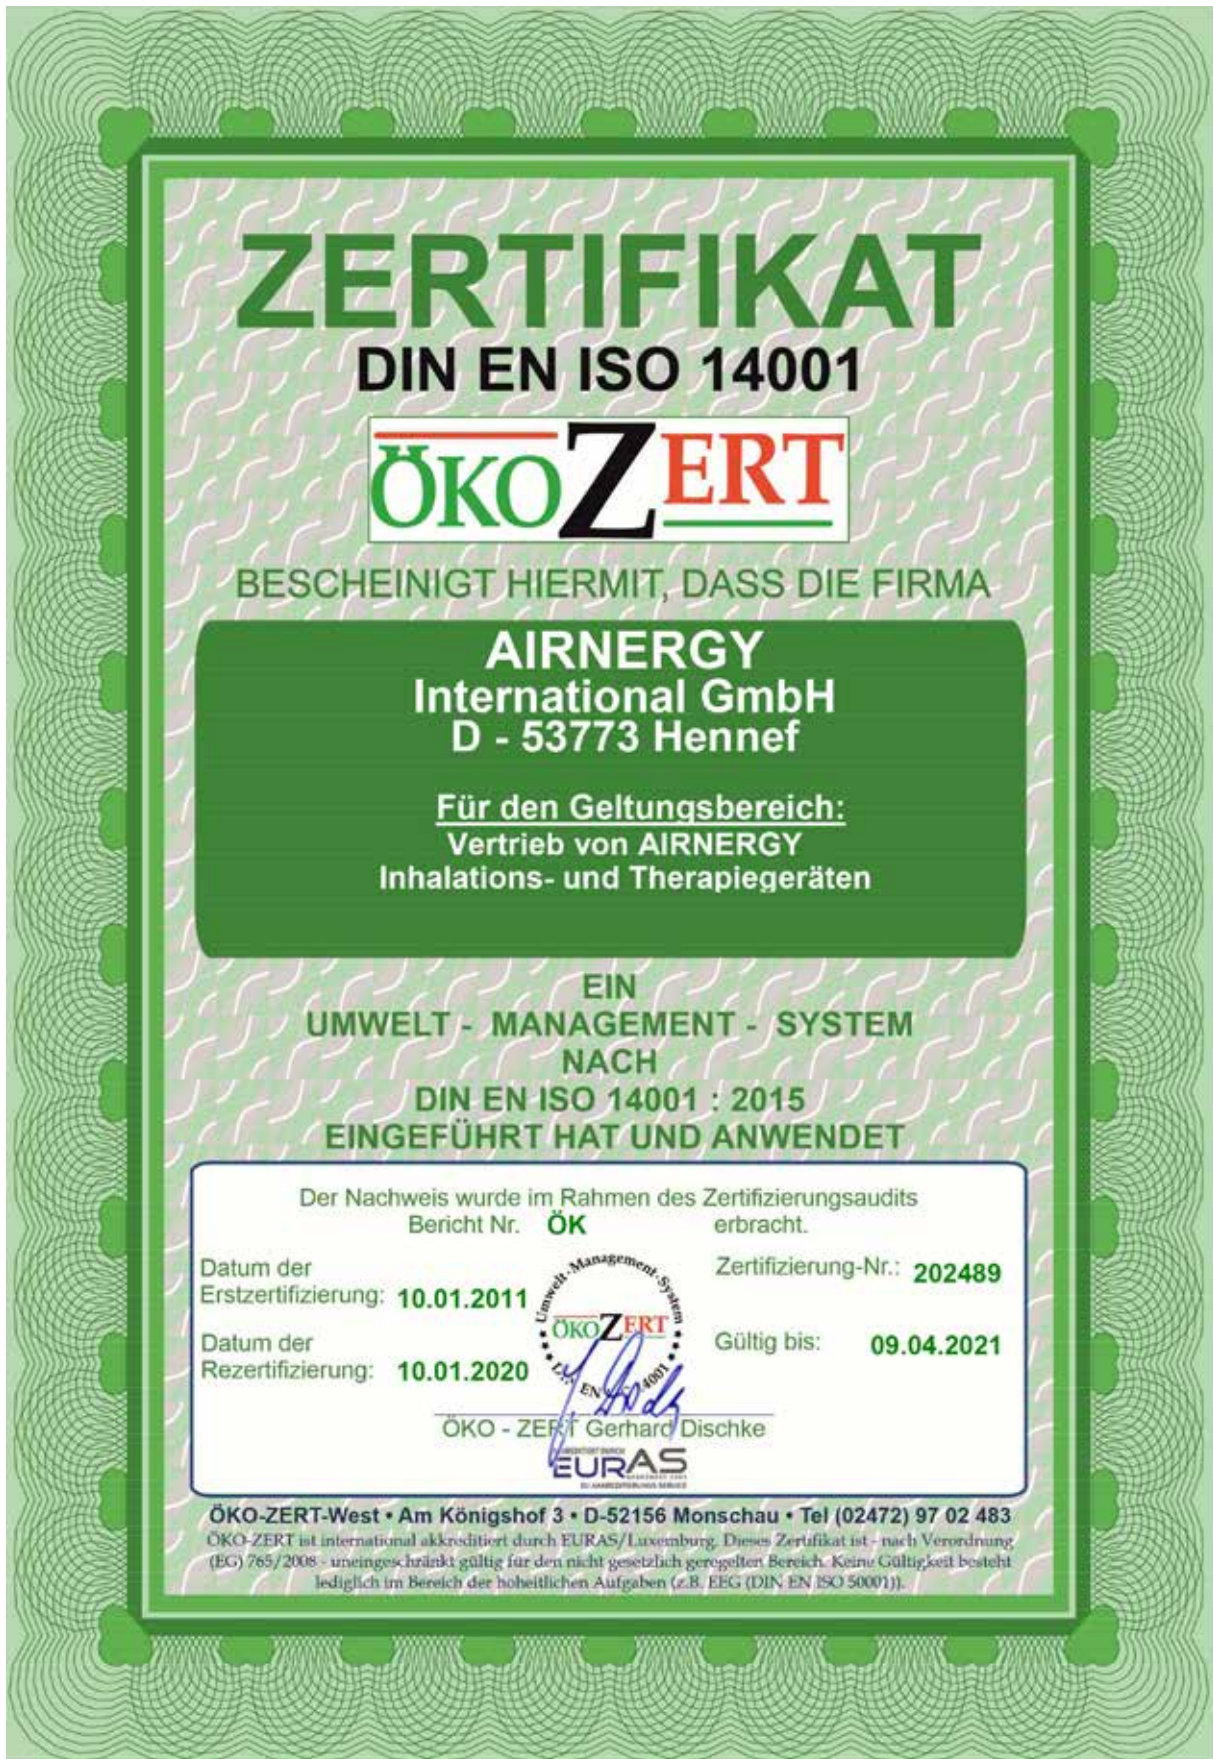 ZERTIFIKAT
DIN EN ISO 14001
ÖKOZERT
BESCHEINIGT HIERMIT, DASS DIE FIRMA
AIRNERGY
International GmbH
D - 53773 Hennef
Für den Geltungsbereich:
Vertrieb von AIRNERGY
Inhalations- und Therapiegeräten
EIN
UMWELT - MANAGEMENT - SYSTEM
NACH
DIN EN ISO 14001 : 2015
EINGEFÜHRT HAT UND ANWENDET
Der Nachweis wurde im Rahmen des Zertifizierungsaudits
Bericht Nr. ÖK erbracht.
Datum der
Erstzertifizierung: 10.01.2011
Zertifizierung-Nr.: 202489
Umwelt-Management-System
ÖKOZERT
EN 14001
Datum der
Rezertifizierung: 10.01.2020
Gültig bis: 09.04.2021
ÖKO - ZERT Gerhard Dischke
EURAS
ÖKO-ZERT-West • Am Königshof 3 • D-52156 Monschau • Tel (02472) 97 02 483
ÖKO-ZERT ist international akkreditiert durch EURAS/Luxemburg. Dieses Zertifikat ist - nach Verordnung
(EG) 765/2008 - uneingeschränkt gültig für den nicht gesetzlich geregelten Bereich. Keine Gültigkeit besteht
lediglich im Bereich der hoheitlichen Aufgaben (z.B. EEG (DIN EN ISO 50001)).